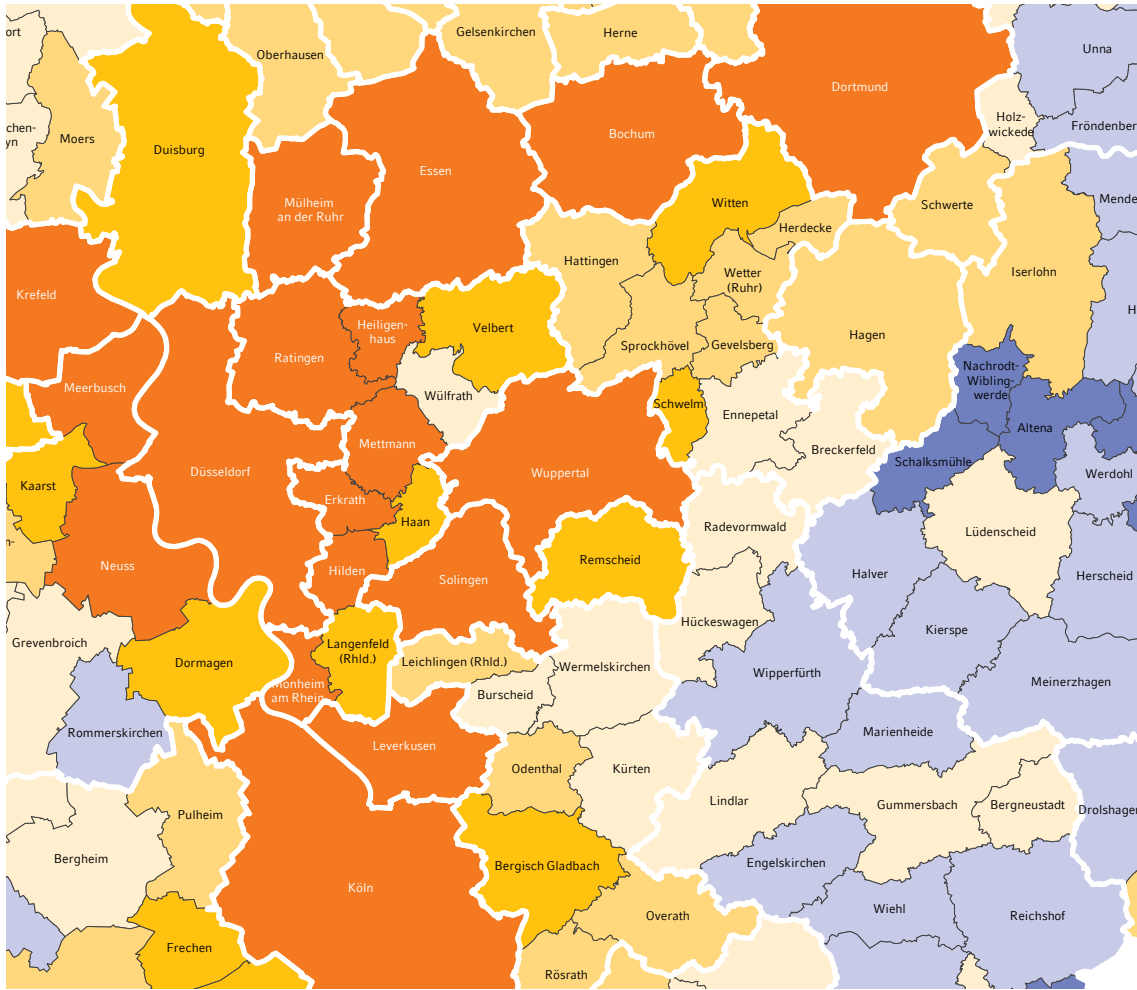 ort
Gelsenkirchen
Herne
Unna
Oberhausen
Dortmund
Holz-
wickede
Fröndenber
chen-
yn
Moers
Duisburg
Bochum
Essen
Mülheim
an der Ruhr
Witten
Schwerte
Mende
Herdecke
Hattingen
Wetter
(Ruhr)
Iserlohn
Krefeld
H
Heiligen-
haus
Velbert
Hagen
Ratingen
Sprockhövel
Gevelsberg
Nachrodt-
Wibling-
werde
Meerbusch
Wülfrath
Schwelm
Ennepetal
Altena
Mettmann
Breckerfeld
Düsseldorf
Wuppertal
Schalksmühle
Werdohl
Kaarst
Erkrath
Haan
Radevormwald
Lüdenscheid
n-
Neuss
Hilden
Solingen
Remscheid
Halver
Herscheid
Hückeswagen
Kierspe
Grevenbroich
Langenfeld
(Rhld.)
Dormagen
Leichlingen (Rhld.)
Wermelskirchen
Wipperfürth
Meinerzhagen
Monheim
am Rhein
Burscheid
Rommerskirchen
Marienheide
Leverkusen
Odenthal
Kürten
Lindlar
Gummersbach
Bergneustadt
Drolshagen
Pulheim
Bergheim
Bergisch Gladbach
Engelskirchen
Köln
Wiehl
Reichshof
Overath
Frechen
Rösrath